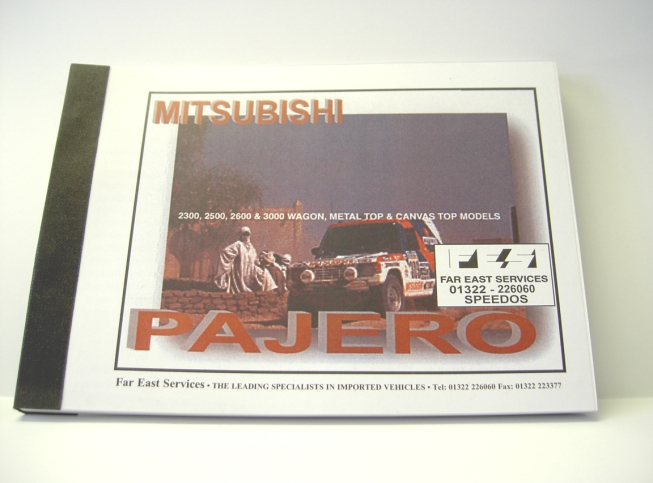 MITSUBISHI
2300, 2500, 2600 & 3000 WAGON, METAL TOP & CANVAS TOP MODELS
FES
FAR EAST SERVICES
01322 - 226060
SPEEDOS
PAJERO
Far East Services • THE LEADING SPECIALISTS IN IMPORTED VEHICLES • Tel: 01322 226060 Fax: 01322 223377